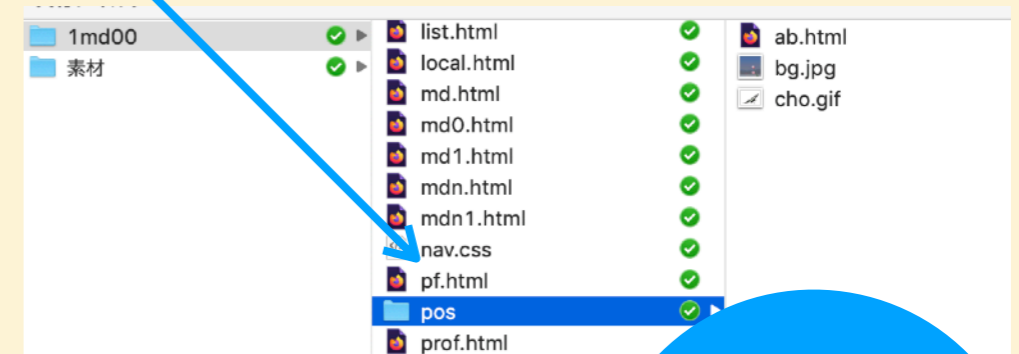 1md00
素材
list.html
local.html
md.html
md0.html
md1.html
mdn.html
mdn1.html
nav.css
pf.html
pos
prof.html
ab.html
bg.jpg
cho.gif